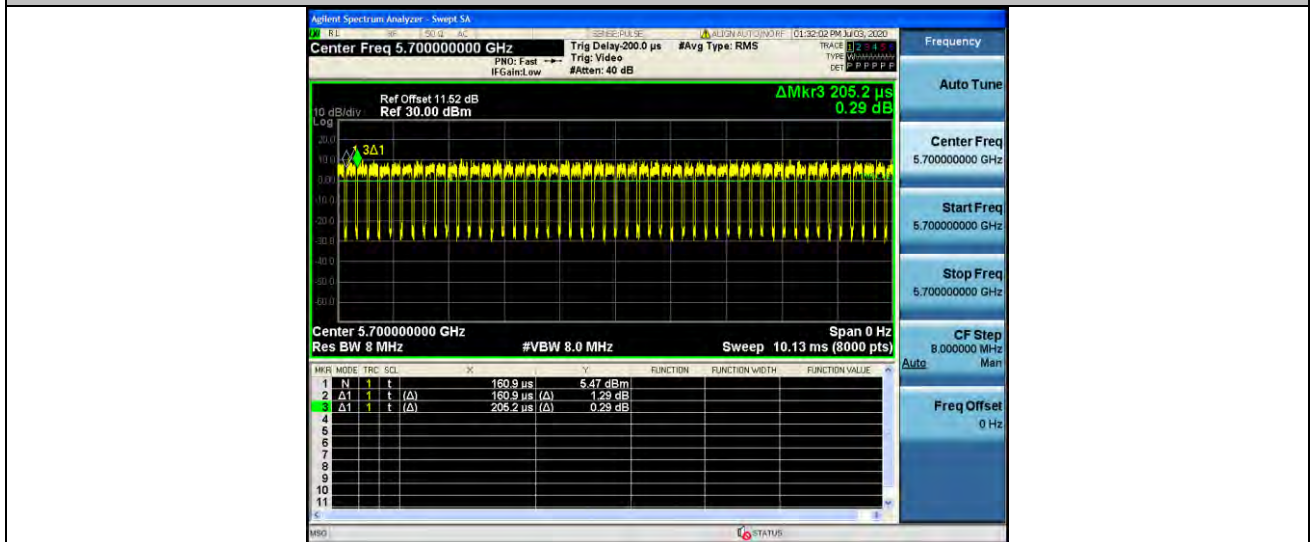 Agilent Spectrum Analyzer - Swept SA
RL RF 50 Ω AC SENSE:PULSE ALIGN AUTO/NO RF 01:32:02 PM Jul 03, 2020
Center Freq 5.700000000 GHz Trig Delay-200.0 µs #Avg Type: RMS TRACE 1 2 3 4 5 6
PNO: Fast Trig: Video TYPE
IFGain:Low #Atten: 40 dB DET P P P P P P
Frequency
ΔMkr3 205.2 µs
0.29 dB
Ref Offset 11.52 dB
10 dB/div Ref 30.00 dBm
Log
20.0
10.0
0.00
-10.0
-20.0
-30.0
-40.0
-50.0
-60.0
3Δ1
Center 5.700000000 GHz Span 0 Hz
Res BW 8 MHz #VBW 8.0 MHz Sweep 10.13 ms (8000 pts)
MKR MODE TRC SCL X Y FUNCTION FUNCTION WIDTH FUNCTION VALUE
1 N 1 t 160.9 µs 5.47 dBm
2 Δ1 1 t (Δ) 160.9 µs (Δ) 1.29 dB
3 Δ1 1 t (Δ) 205.2 µs (Δ) 0.29 dB
4
5
6
7
8
9
10
11
MSG STATUS
Auto Tune
Center Freq
5.700000000 GHz
Start Freq
5.700000000 GHz
Stop Freq
5.700000000 GHz
CF Step
8.000000 MHz
Auto Man
Freq Offset
0 Hz